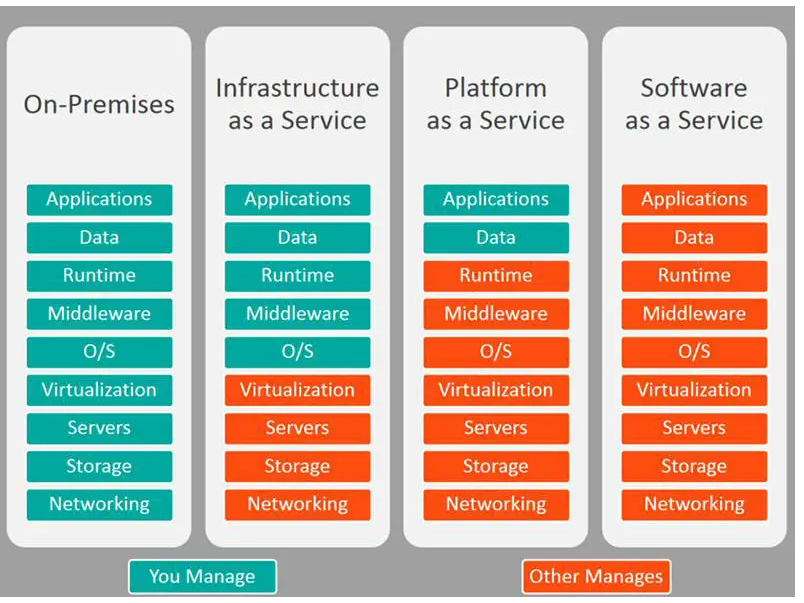 On-Premises
Applications
Data
Runtime
Middleware
O/S
Virtualization
Servers
Storage
Networking
Infrastructure
as a Service
Applications
Data
Runtime
Middleware
O/S
Virtualization
Servers
Storage
Networking
Platform
as a Service
Applications
Data
Runtime
Middleware
O/S
Virtualization
Servers
Storage
Networking
Software
as a Service
Applications
Data
Runtime
Middleware
O/S
Virtualization
Servers
Storage
Networking
You Manage
Other Manages